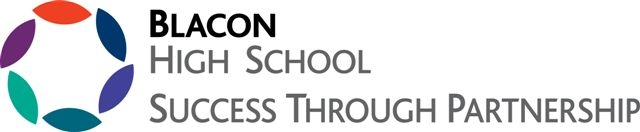 BLACON
HIGH SCHOOL
SUCCESS THROUGH PARTNERSHIP